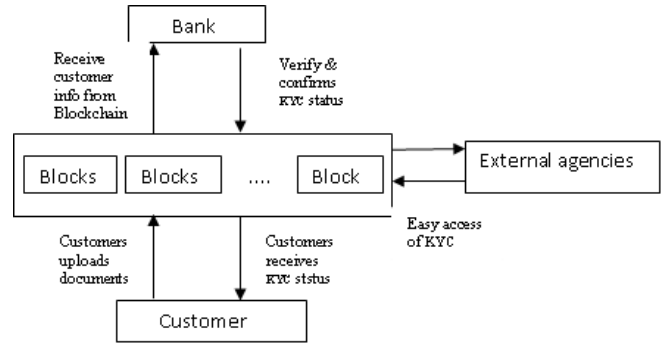 Bank
Receive
customer
info from
Blockchain
Verify &
confirms
KYC status
Blocks
Blocks
....
Block
External agencies
Easy access
of KYC
Customers
uploads
documents
Customers
receives
KYC ststus
Customer